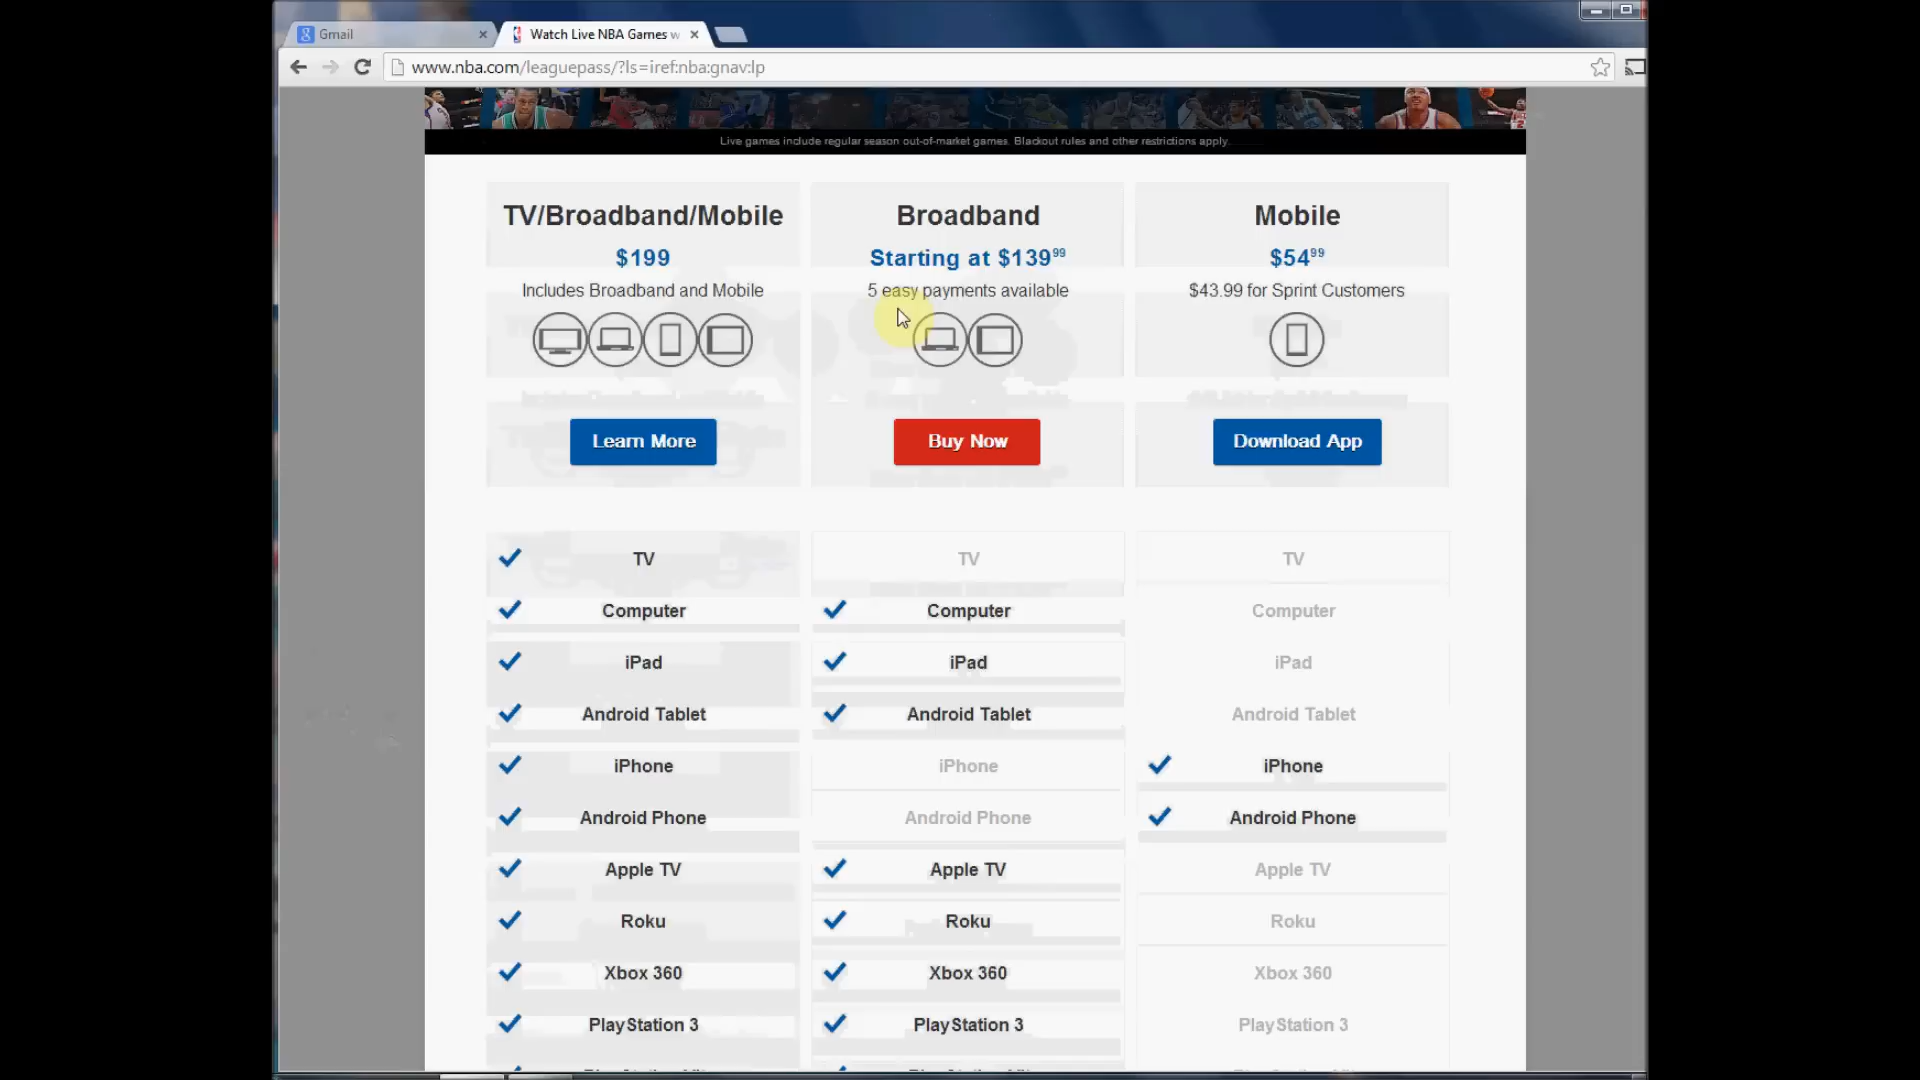 Gmail
Watch Live NBA Games w
www.nba.com/leaguepass/?ls=iref:nba:gnav:lp
Live games include regular season out-of-market games. Blackout rules and other restrictions apply.
TV/Broadband/Mobile
$199
Includes Broadband and Mobile
Learn More
Broadband
Starting at $139⁹⁹
5 easy payments available
Buy Now
Mobile
$54⁹⁹
$43.99 for Sprint Customers
Download App
TV TV TV
Computer Computer Computer
iPad iPad iPad
Android Tablet Android Tablet Android Tablet
iPhone iPhone iPhone
Android Phone Android Phone Android Phone
Apple TV Apple TV Apple TV
Roku Roku Roku
Xbox 360 Xbox 360 Xbox 360
PlayStation 3 PlayStation 3 PlayStation 3